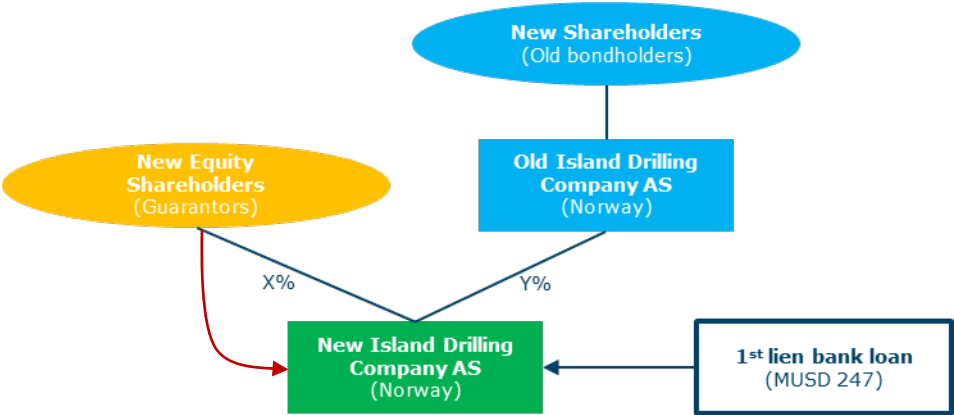 New Shareholders
(Old bondholders)
New Equity
Shareholders
(Guarantors)
Old Island Drilling
Company AS
(Norway)
X%
Y%
New Island Drilling
Company AS
(Norway)
1st lien bank loan
(MUSD 247)